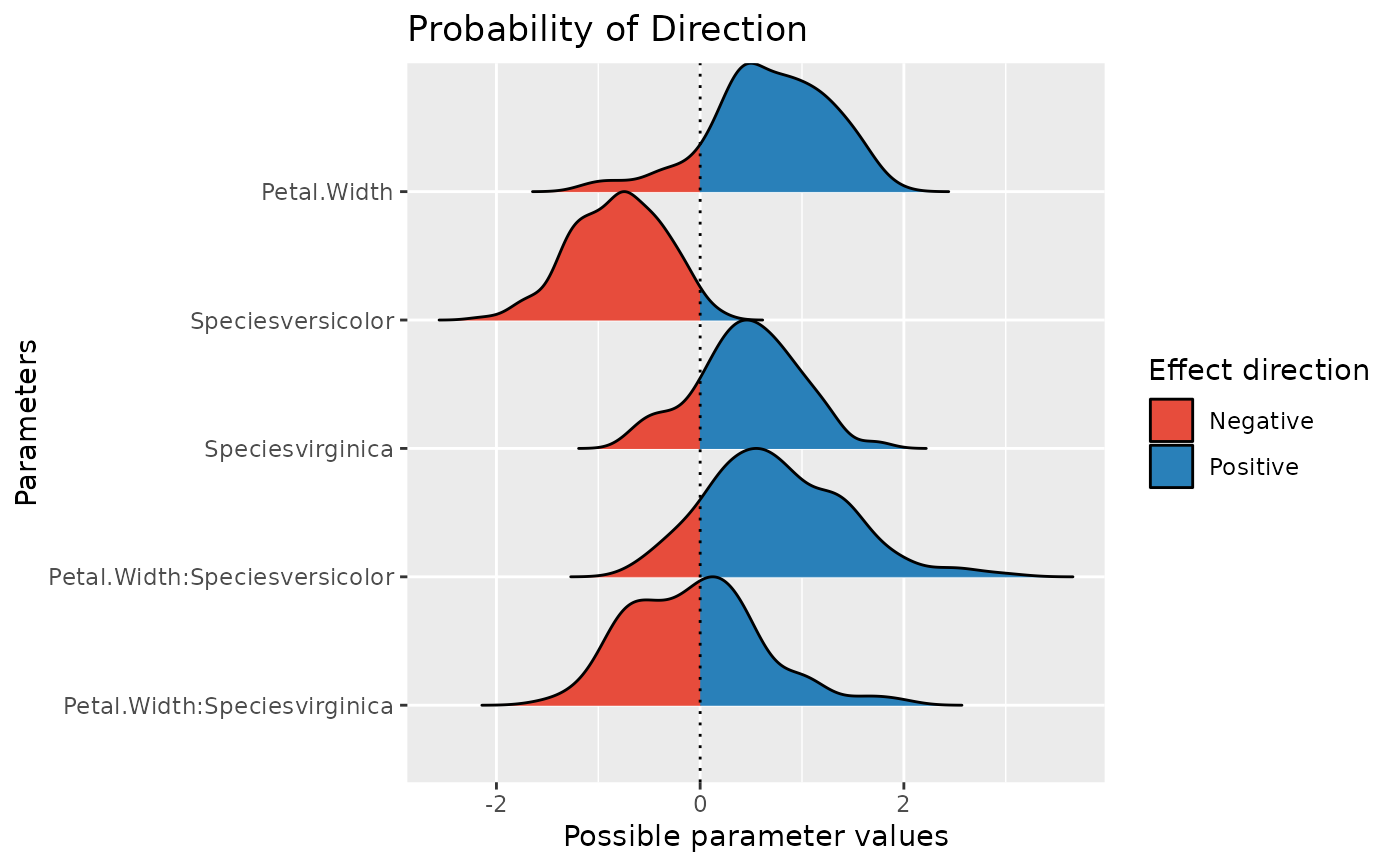 Probability of Direction
Parameters
Petal.Width
Speciesversicolor
Speciesvirginica
Petal.Width:Speciesversicolor
Petal.Width:Speciesvirginica
-2
0
2
Possible parameter values
Effect direction
Negative
Positive